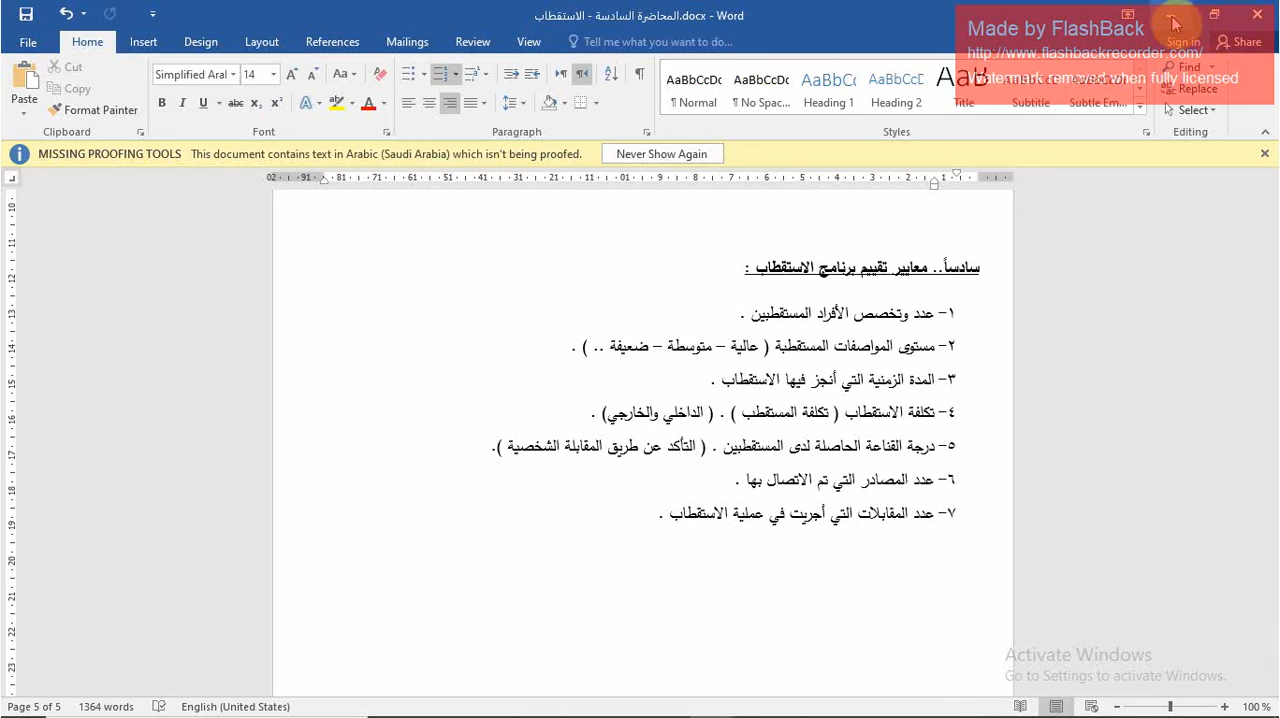 المحاضرة السادسة - الاستقطاب.docx - Word
Made by FlashBack
http://www.flashbackrecorder.com/
Watermark removed when fully licensed
File Home Insert Design Layout References Mailings Review View Tell me what you want to do... Sign in Share
Paste
Cut
Copy
Format Painter
Clipboard
Simplified Aral 14
Font
Paragraph
AaBbCcDc AaBbCcDc AaBbC AaBbCcD AaB
¶ Normal ¶ No Spac... Heading 1 Heading 2 Title Subtitle Subtle Em...
Styles
Find
Replace
Select
Editing
MISSING PROOFING TOOLS This document contains text in Arabic (Saudi Arabia) which isn't being proofed. Never Show Again
سادساً.. معايير تقييم برنامج الاستقطاب :
١- عدد وتخصص الأفراد المستقطبين .
٢- مستوى المواصفات المستقطبة ( عالية – متوسطة – ضعيفة .. ) .
٣- المدة الزمنية التي أنجز فيها الاستقطاب .
٤- تكلفة الاستقطاب ( تكلفة المستقطب ) . ( الداخلي والخارجي) .
٥- درجة القناعة الحاصلة لدى المستقطبين . ( التأكد عن طريق المقابلة الشخصية ).
٦- عدد المصادر التي تم الاتصال بها .
٧- عدد المقابلات التي أجريت في عملية الاستقطاب .
Activate Windows
Go to Settings to activate Windows.
Page 5 of 5 1364 words English (United States) 100 %